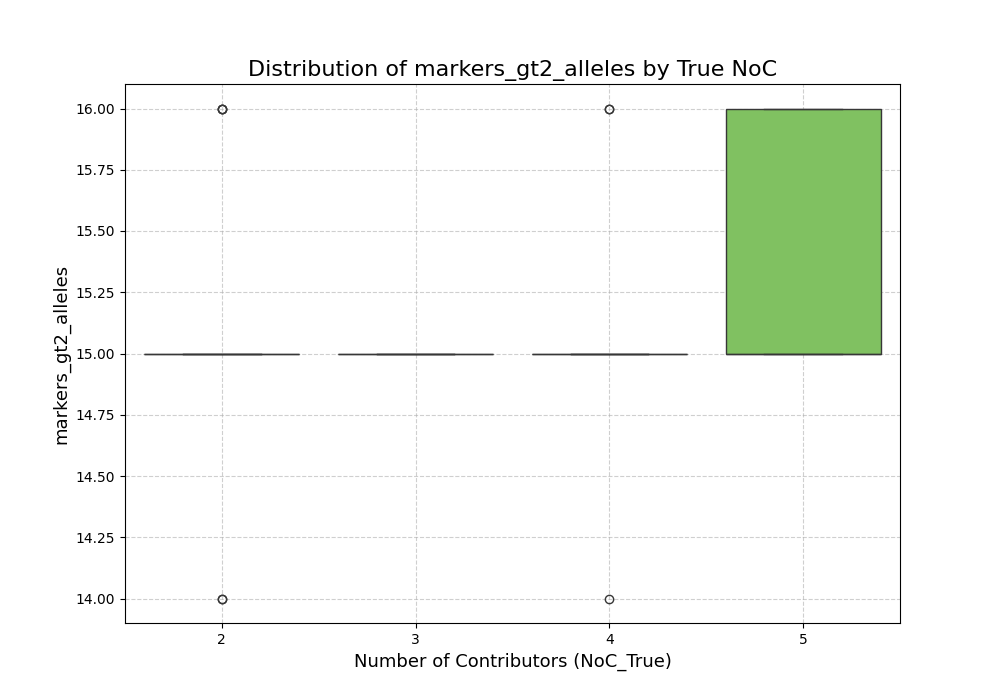 Distribution of markers_gt2_alleles by True NoC
markers_gt2_alleles
16.00
15.75
15.50
15.25
15.00
14.75
14.50
14.25
14.00
2 3 4 5
Number of Contributors (NoC_True)